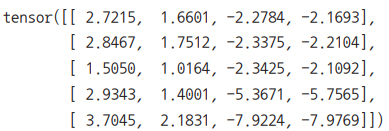 tensor([[ 2.7215,  1.6601, -2.2784, -2.1693],
        [ 2.8467,  1.7512, -2.3375, -2.2104],
        [ 1.5050,  1.0164, -2.3425, -2.1092],
        [ 2.9343,  1.4001, -5.3671, -5.7565],
        [ 3.7045,  2.1831, -7.9224, -7.9769]])